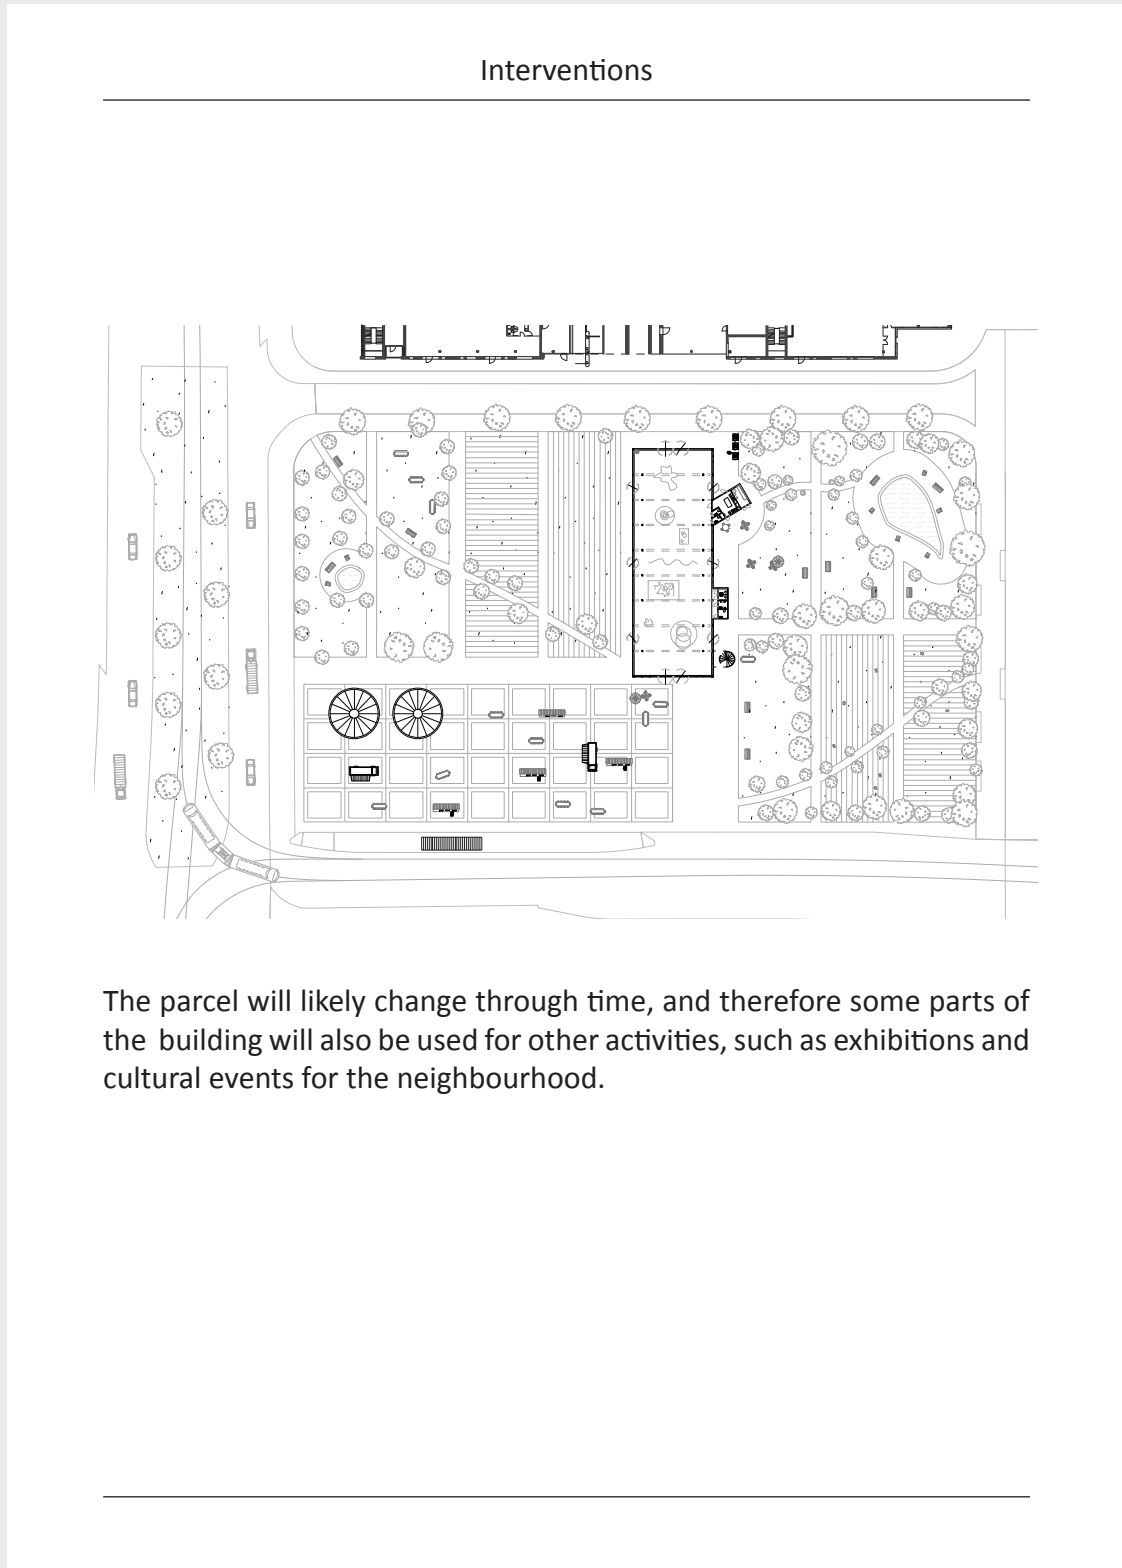 Interventions
The parcel will likely change through time, and therefore some parts of
the building will also be used for other activities, such as exhibitions and
cultural events for the neighbourhood.